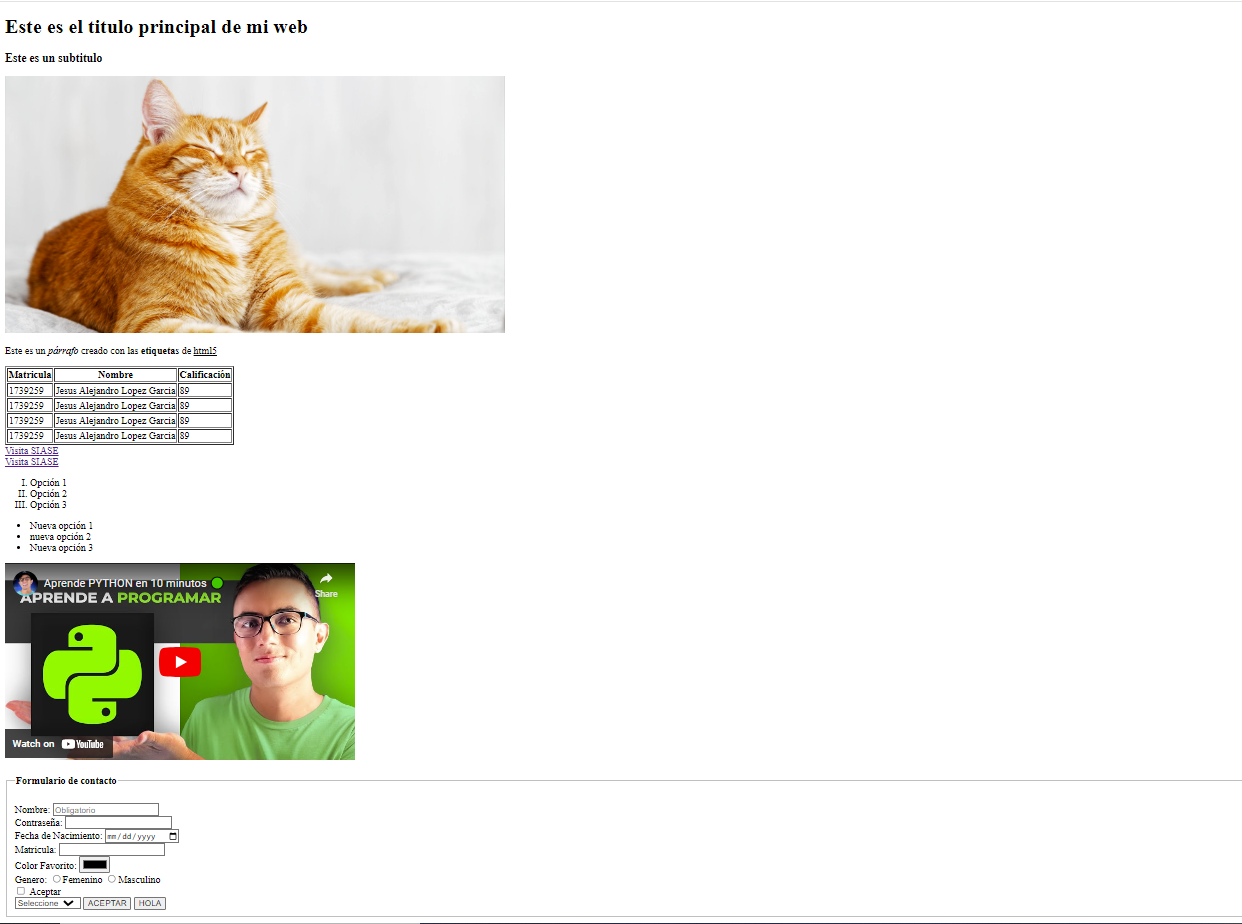 Este es el titulo principal de mi web
Este es un subtitulo
Este es un párrafo creado con las etiquetas de html5
Matricula Nombre Calificación
1739259 Jesus Alejandro Lopez Garcia 89
1739259 Jesus Alejandro Lopez Garcia 89
1739259 Jesus Alejandro Lopez Garcia 89
1739259 Jesus Alejandro Lopez Garcia 89
Visita SIASE
Visita SIASE
I. Opción 1
II. Opción 2
III. Opción 3
• Nueva opción 1
• nueva opción 2
• Nueva opción 3
Aprende PYTHON en 10 minutos
Share
APRENDE A PROGRAMAR
Watch on YouTube
Formulario de contacto
Nombre: Obligatorio
Contraseña:
Fecha de Nacimiento: mm/dd/yyyy
Matricula:
Color Favorito:
Genero: Femenino Masculino
Aceptar
Seleccione ACEPTAR HOLA